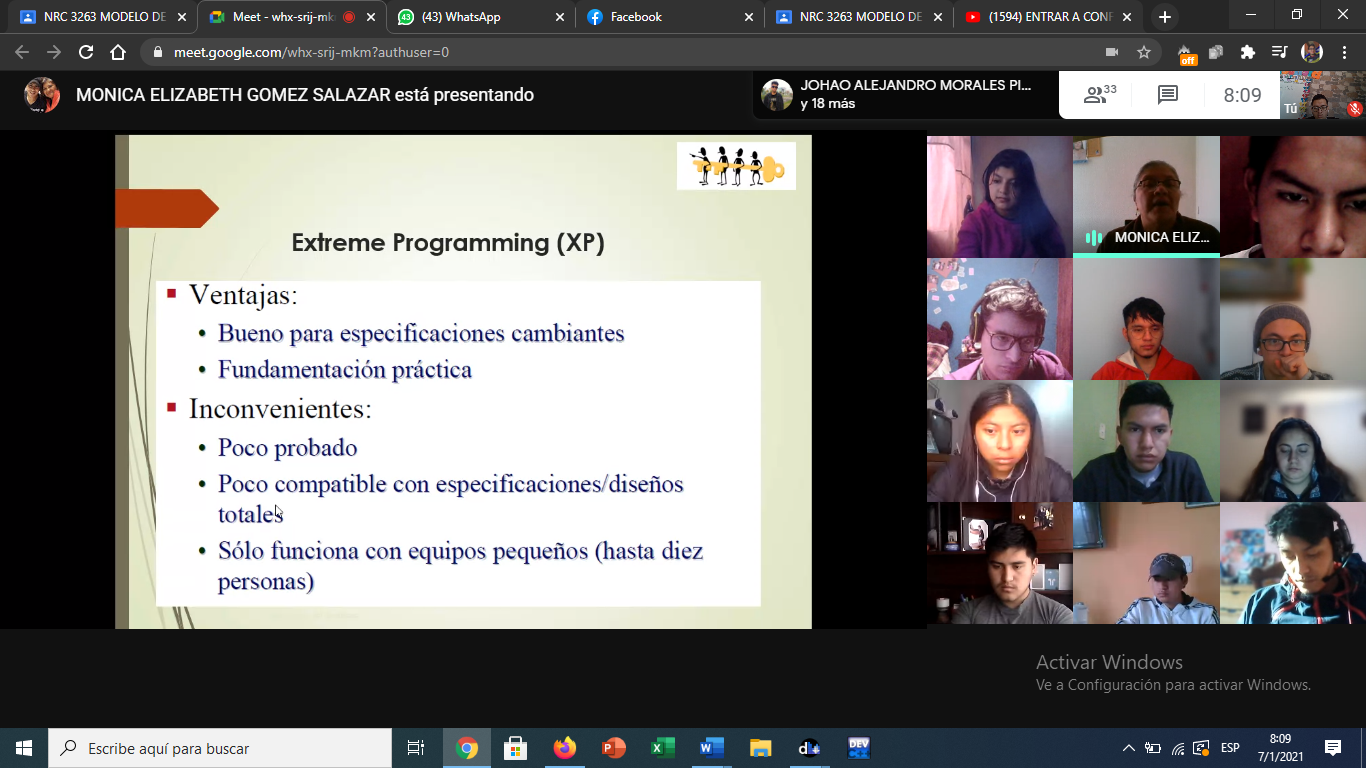 NRC 3263 MODELO DE
Meet - whx-srij-mk
(43) WhatsApp
Facebook
NRC 3263 MODELO DE
(1594) ENTRAR A CONF
meet.google.com/whx-srij-mkm?authuser=0
off
MONICA ELIZABETH GOMEZ SALAZAR está presentando
JOHAO ALEJANDRO MORALES PI...
y 18 más
33
8:09
Tú
Extreme Programming (XP)
Ventajas:
Bueno para especificaciones cambiantes
Fundamentación práctica
Inconvenientes:
Poco probado
Poco compatible con especificaciones/diseños
totales
Sólo funciona con equipos pequeños (hasta diez
personas)
MONICA ELIZ...
Activar Windows
Ve a Configuración para activar Windows.
Escribe aquí para buscar
DEV
ESP
8:09
7/1/2021